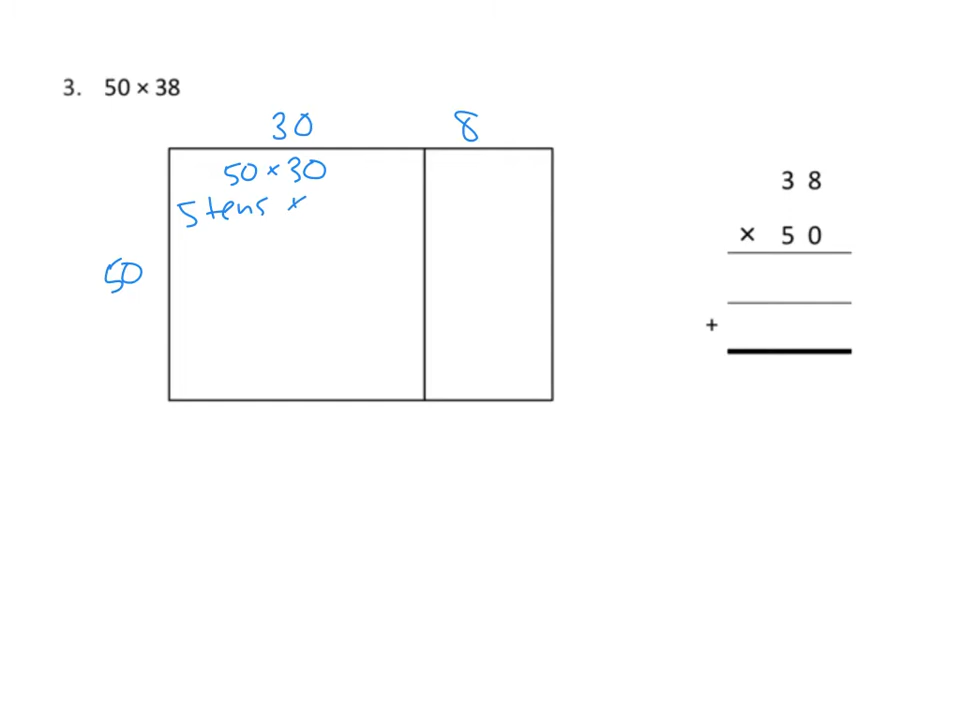 3. 50 × 38
30 8
50 × 30
5 tens ×
50
3 8
× 5 0
+